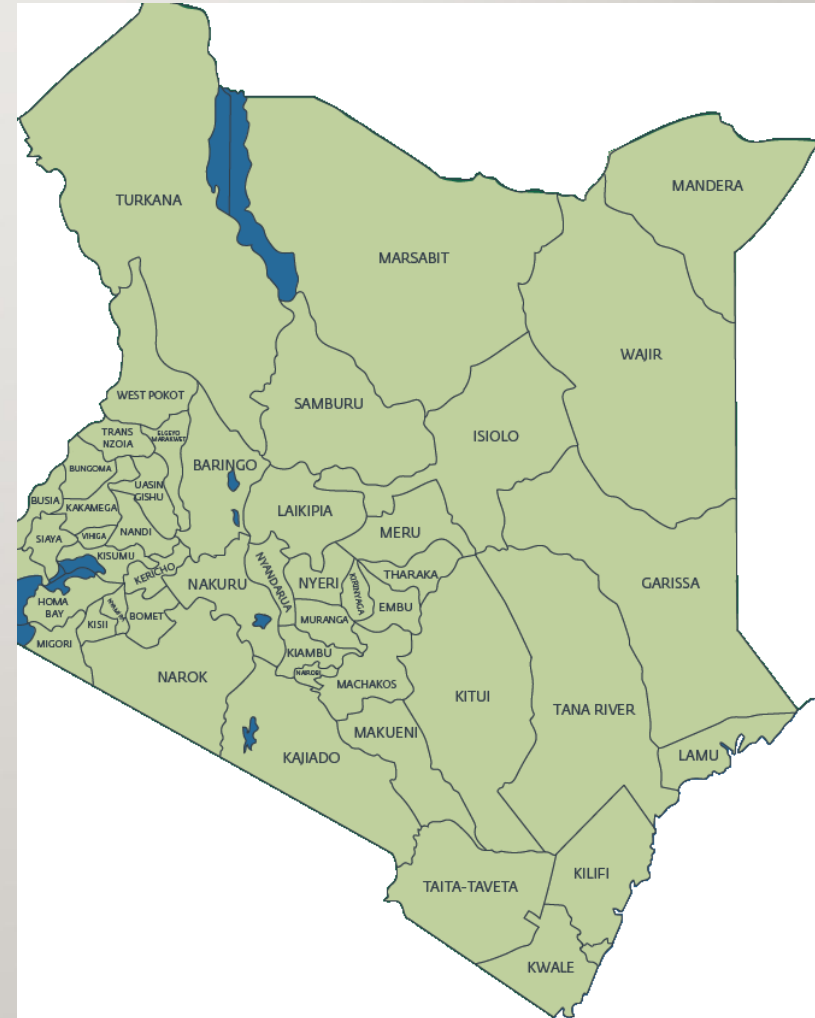 MANDERA
TURKANA
MARSABIT
WAJIR
WEST POKOT
SAMBURU
TRANS
NZOIA
ELGEYO
MARAKWET
ISIOLO
BUNGOMA
BARINGO
UASIN
GISHU
BUSIA
KAKAMEGA
LAIKIPIA
SIAYA
VIHIGA
NANDI
MERU
KISUMU
KERICHO
NAKURU
NYANDARUA
NYERI
KIRINYAGA
THARAKA
GARISSA
HOMA
BAY
KISII
BOMET
MURANGA
EMBU
MIGORI
KIAMBU
NAIROBI
NAROK
MACHAKOS
KITUI
TANA RIVER
MAKUENI
KAJIADO
LAMU
TAITA-TAVETA
KILIFI
KWALE